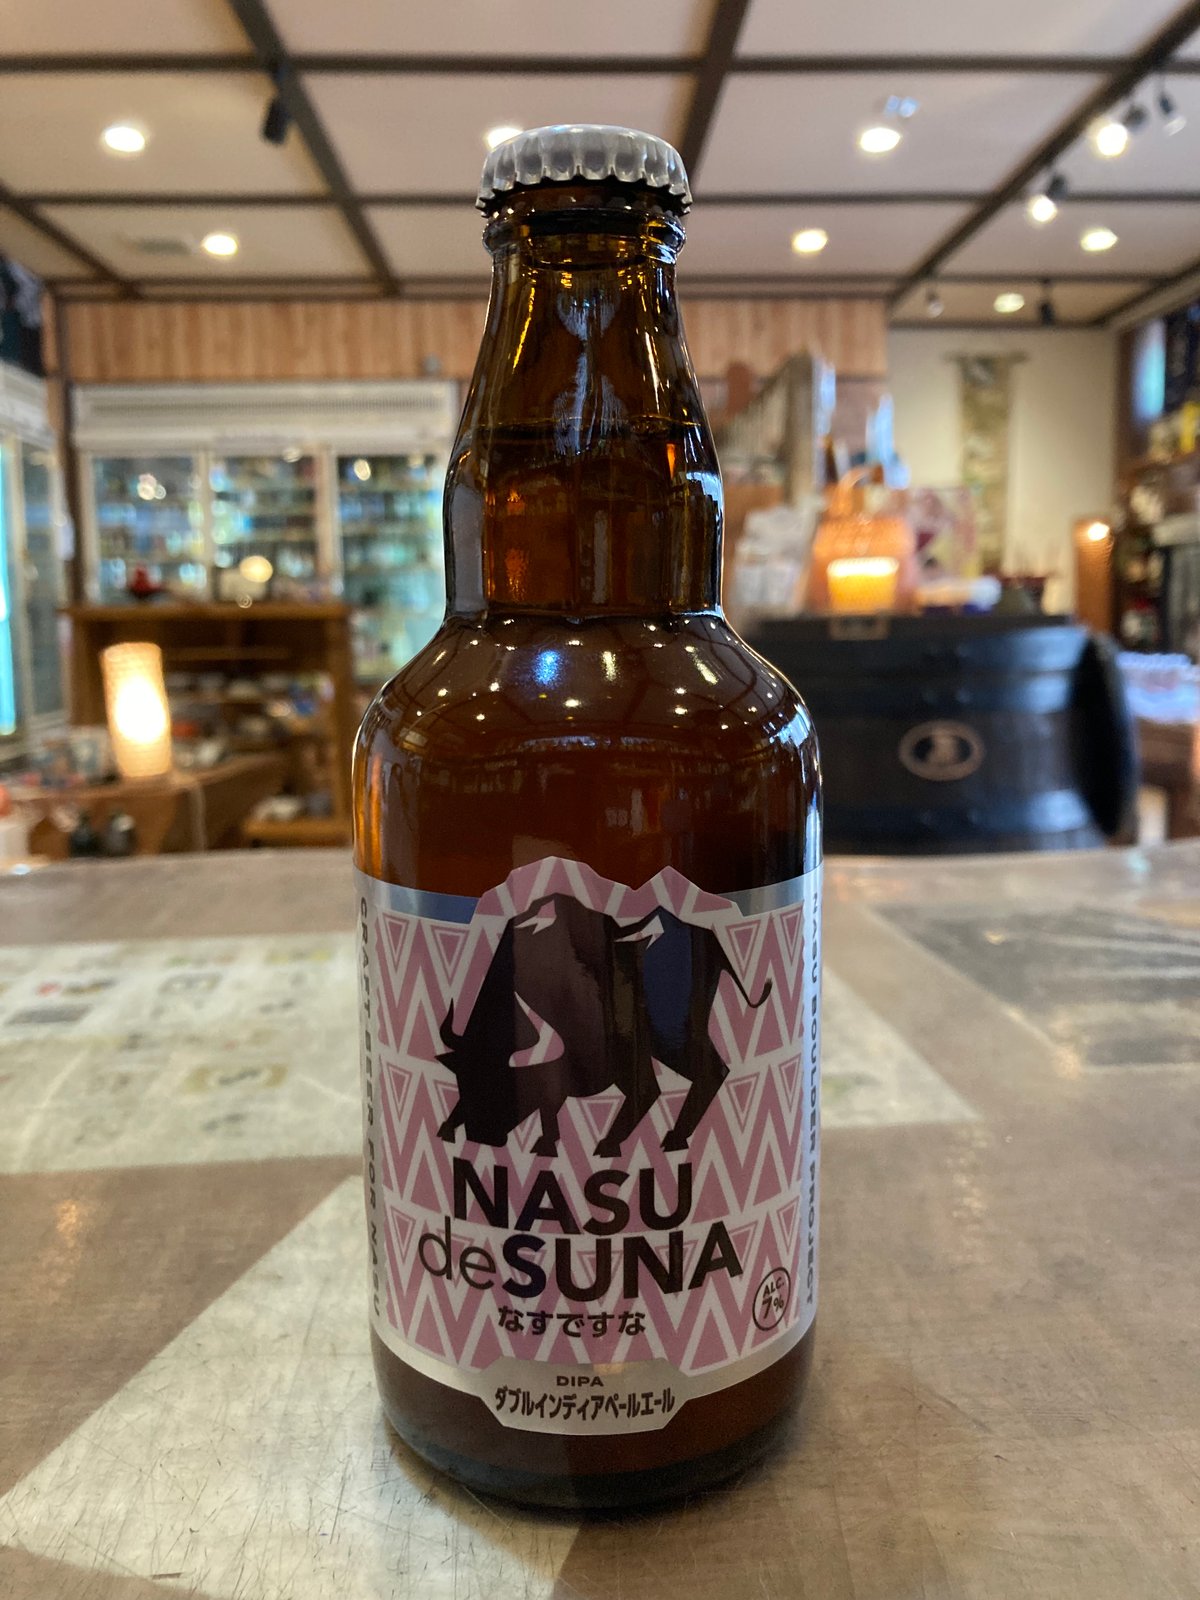 CRAFT BEER FOR NASU
NASU BOULDER PROJECT
NASU
deSUNA
なすですな
ALC.
7%
DIPA
ダブルインディアペールエール